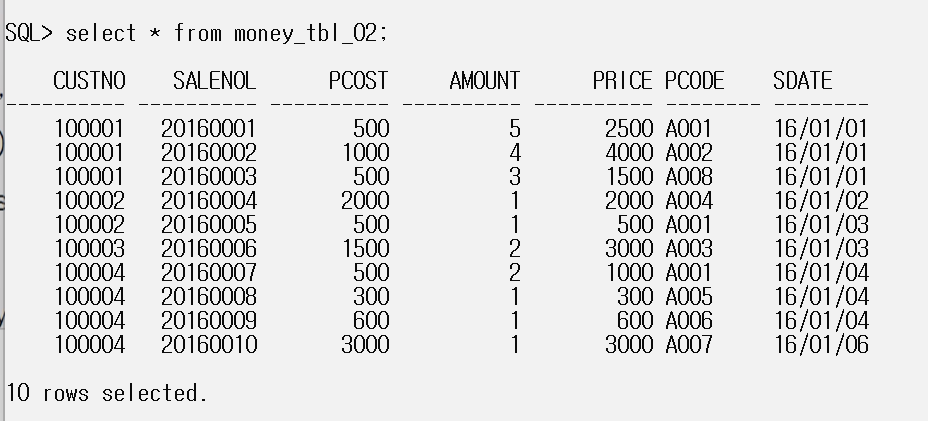 SQL> select * from money_tbl_02;
CUSTNO SALENOL PCOST AMOUNT PRICE PCODE SDATE
---------- ---------- ---------- ---------- ---------- -------- --------
100001 20160001 500 5 2500 A001 16/01/01
100001 20160002 1000 4 4000 A002 16/01/01
100001 20160003 500 3 1500 A008 16/01/01
100002 20160004 2000 1 2000 A004 16/01/02
100002 20160005 500 1 500 A001 16/01/03
100003 20160006 1500 2 3000 A003 16/01/03
100004 20160007 500 2 1000 A001 16/01/04
100004 20160008 300 1 300 A005 16/01/04
100004 20160009 600 1 600 A006 16/01/04
100004 20160010 3000 1 3000 A007 16/01/06
10 rows selected.